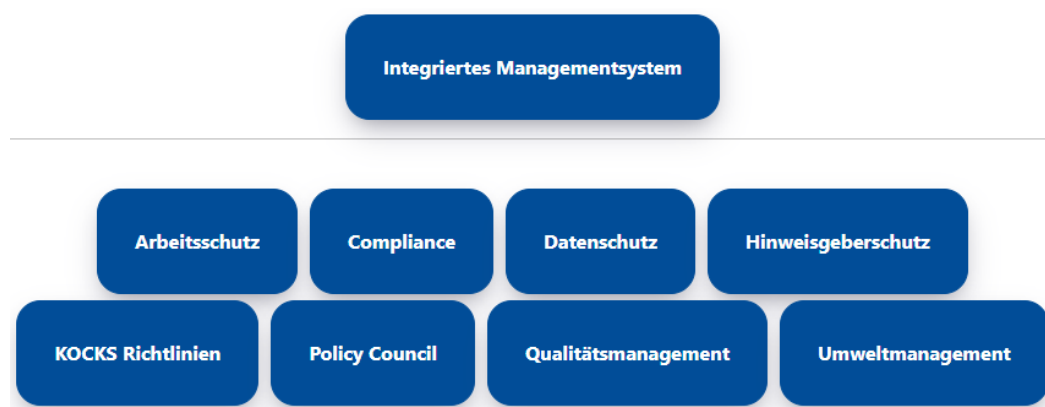 Integriertes Managementsystem
Arbeitsschutz
Compliance
Datenschutz
Hinweisgeberschutz
KOCKS Richtlinien
Policy Council
Qualitätsmanagement
Umweltmanagement